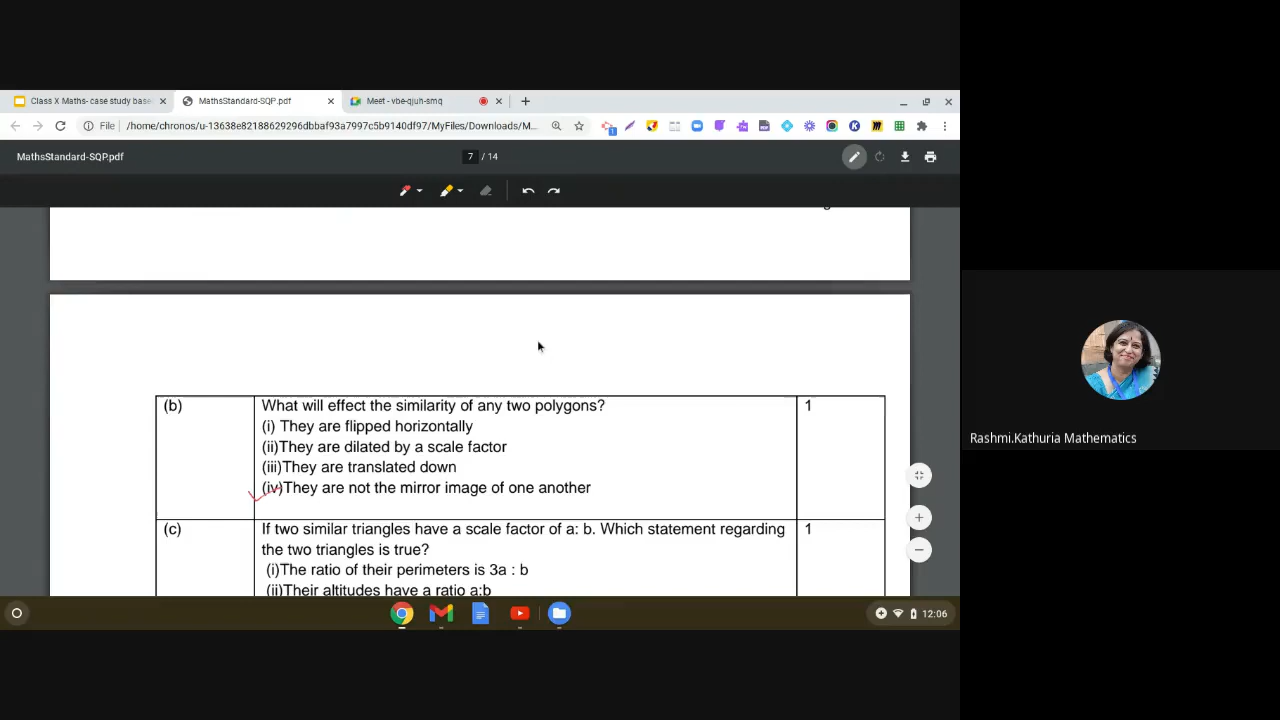 Class X Maths- case study base
MathsStandard-SQP.pdf
Meet - vbe-qjuh-smq
File
/home/chronos/u-13638e82188629296dbbaf93a7997c5b9140df97/MyFiles/Downloads/M...
1
MathsStandard-SQP.pdf
7 / 14
(b)
What will effect the similarity of any two polygons?
1
(i) They are flipped horizontally
(ii)They are dilated by a scale factor
(iii)They are translated down
(iv)They are not the mirror image of one another
(c)
If two similar triangles have a scale factor of a: b. Which statement regarding
1
the two triangles is true?
(i)The ratio of their perimeters is 3a : b
(ii)Their altitudes have a ratio a:b
Rashmi.Kathuria Mathematics
12:06